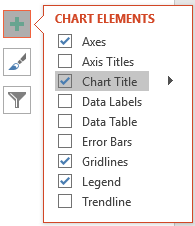 CHART ELEMENTS
Axes
Axis Titles
Chart Title
Data Labels
Data Table
Error Bars
Gridlines
Legend
Trendline